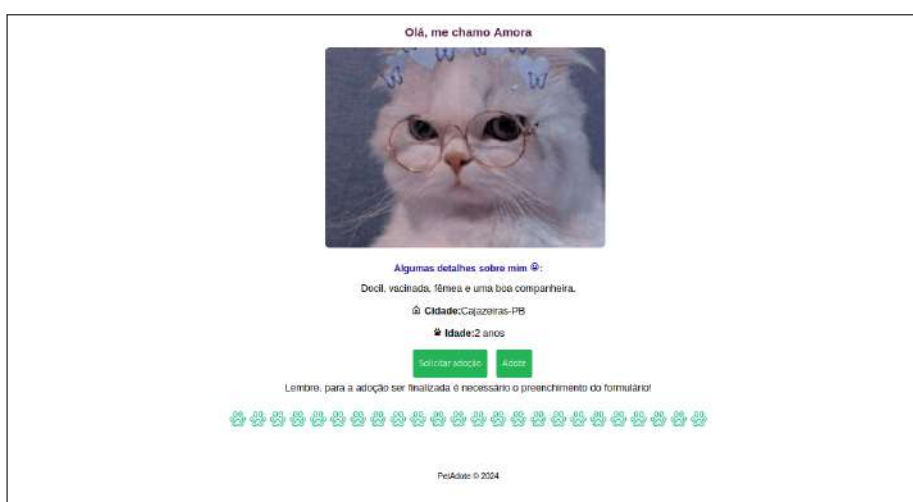 Olá, me chamo Amora
Algumas detalhes sobre mim :
Docil, vacinada, fêmea e uma boa companheira.
Cidade:Cajazeiras-PB
Idade:2 anos
Solicitar adoção Adote
Lembre, para a adoção ser finalizada é necessário o preenchimento do formulário!
PetAdote © 2024